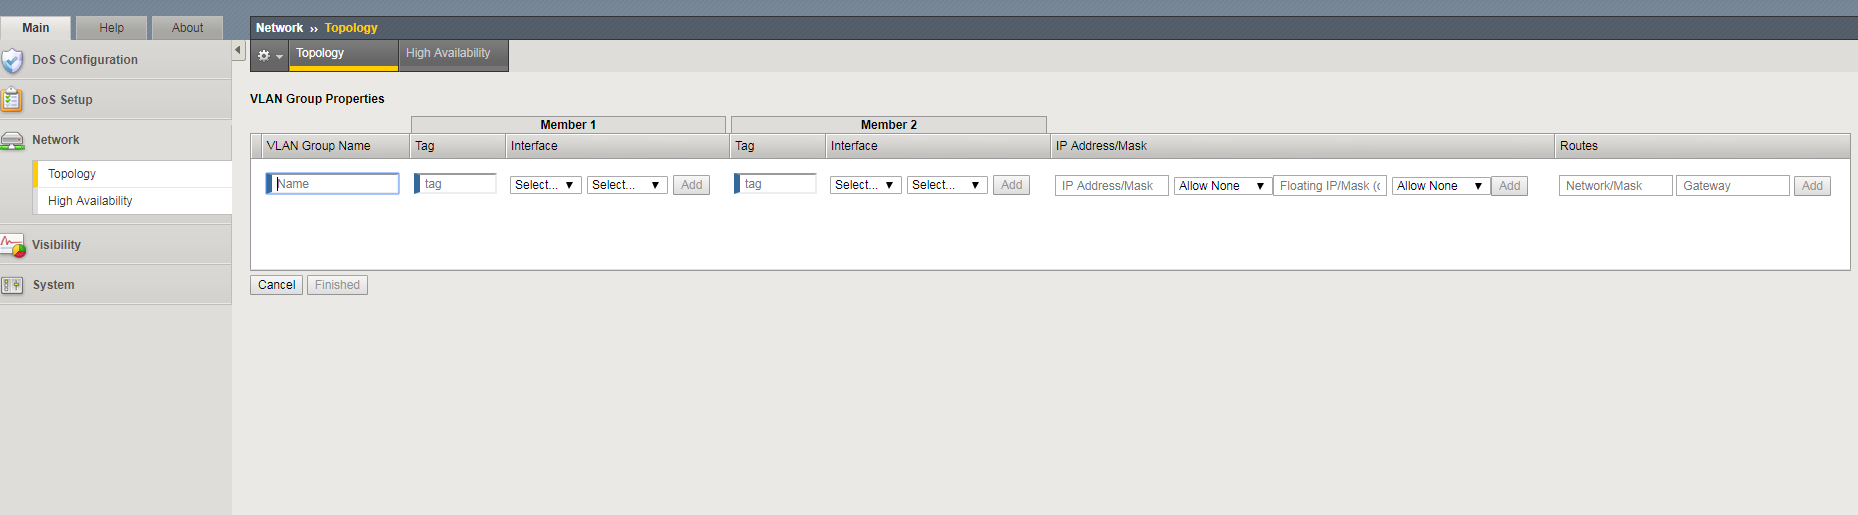 Main Help About
Network ›› Topology
Topology High Availability
DoS Configuration
DoS Setup
Network
Topology
High Availability
Visibility
System
VLAN Group Properties
Member 1 Member 2
VLAN Group Name Tag Interface Tag Interface IP Address/Mask Routes
Name tag Select... Select... Add tag Select... Select... Add IP Address/Mask Allow None Floating IP/Mask (o Allow None Add Network/Mask Gateway Add
Cancel Finished